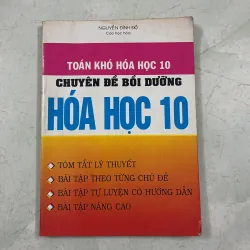 NGUYỄN ĐÌNH ĐỘ
TOÁN KHÓ HÓA HỌC 10
CHUYÊN ĐỀ BỒI DƯỠNG
HÓA HỌC 10
TÓM TẮT LÝ THUYẾT
BÀI TẬP THEO TỪNG CHỦ ĐỀ
BÀI TẬP TỰ LUYỆN CÓ HƯỚNG DẪN
BÀI TẬP NÂNG CAO